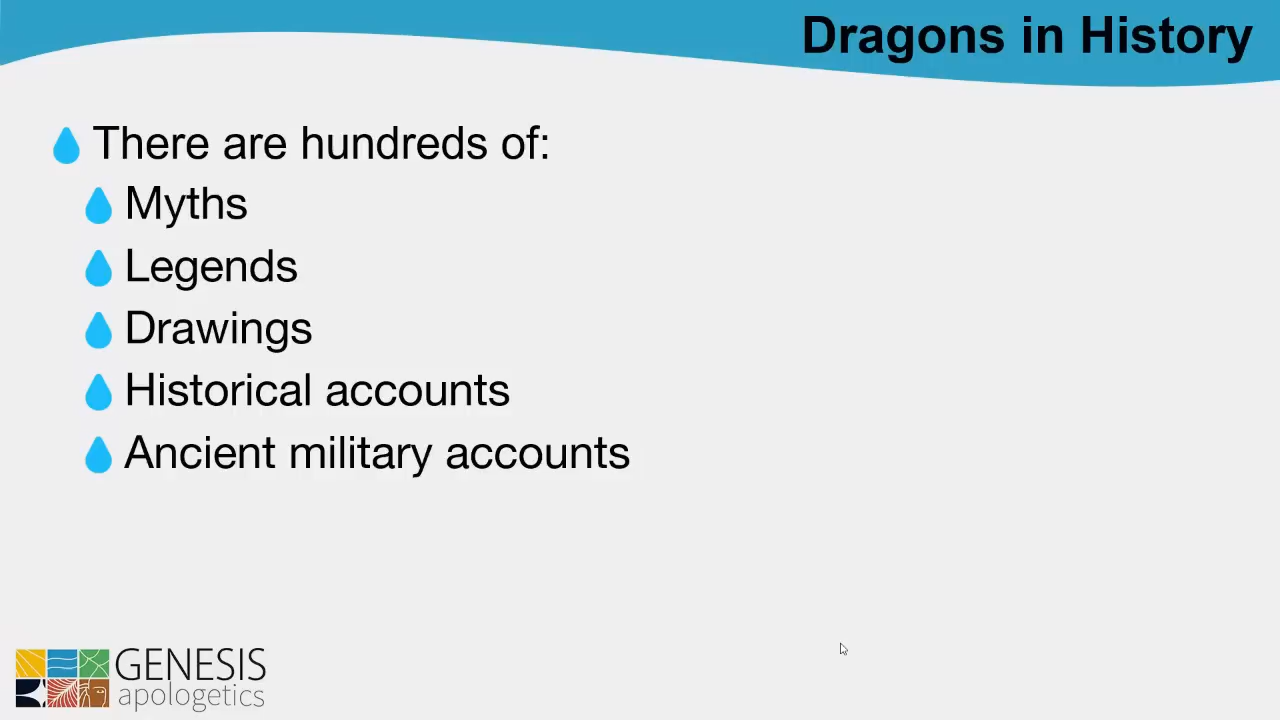 Dragons in History
There are hundreds of:
Myths
Legends
Drawings
Historical accounts
Ancient military accounts
GENESIS
apologetics